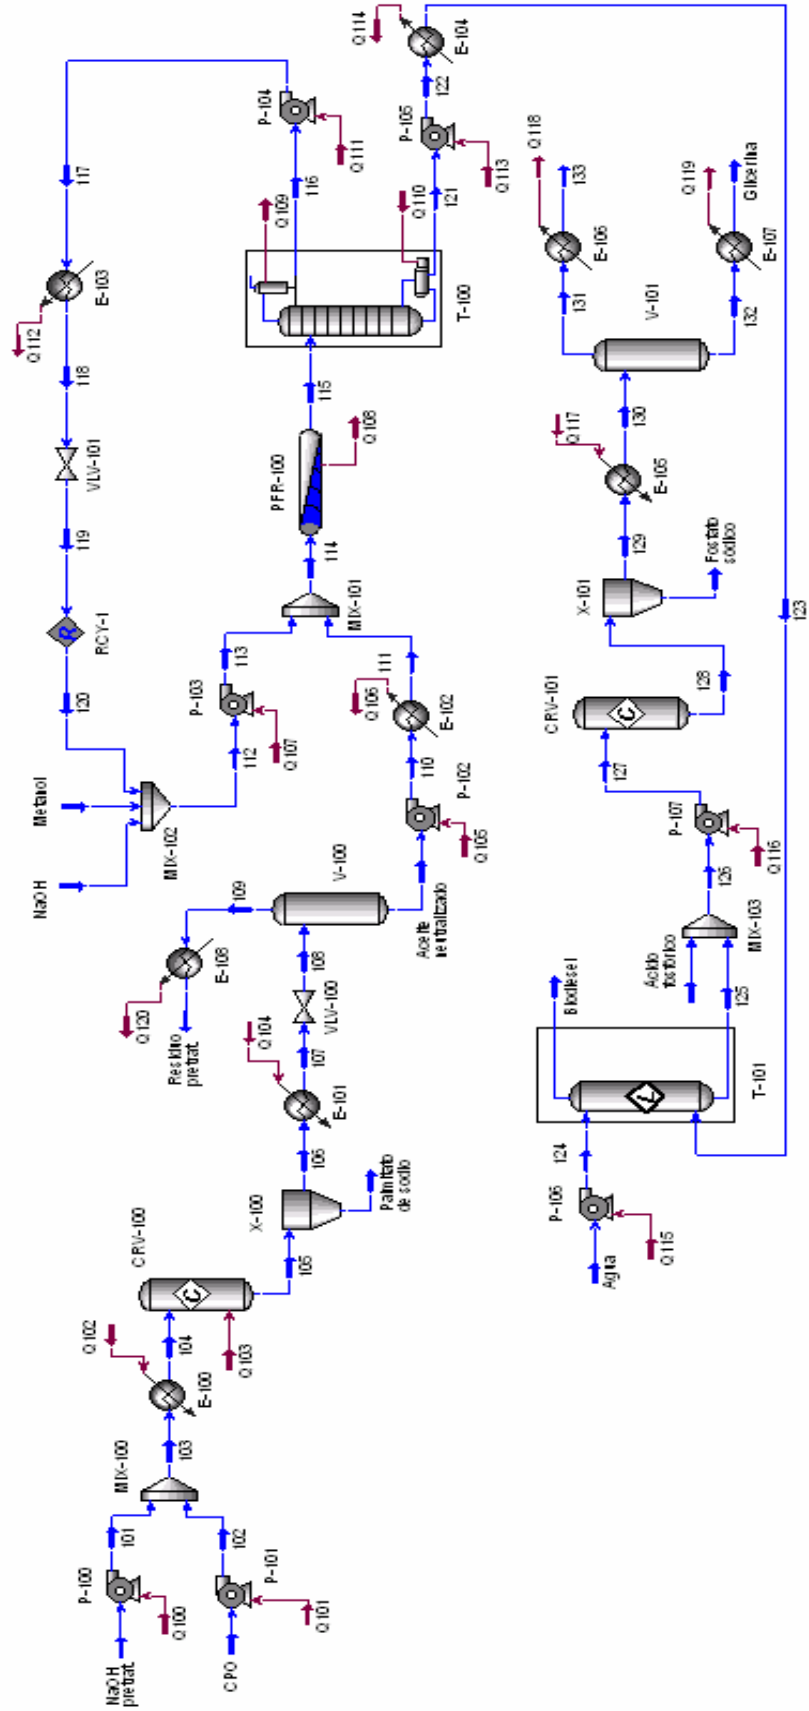 NaOH
pretrat.
P-100
Q100
101
CPO
P-101
Q101
102
MIX-100
103
E-100
Q102
104
CRV-100
Q103
105
X-100
Palmitato
de sodio
106
E-101
Q104
107
VLV-100
108
V-100
109
E-108
Q120
Residuo
pretrat.
Aceite
neutralizado
P-102
Q105
110
E-102
Q106
111
NaOH
Metanol
MIX-102
112
P-103
Q107
113
MIX-101
114
PFR-100
Q108
115
T-100
Q109
116
P-104
Q111
117
E-103
Q112
118
VLV-101
119
R
RCY-1
120
Q110
121
P-105
Q113
122
E-104
Q114
123
Agua
P-106
Q115
124
T-101
Biodiesel
125
Acido
fosfórico
MIX-103
126
P-107
Q116
127
CRV-101
128
X-101
Fosfato
sódico
129
E-105
Q117
130
V-101
131
E-106
Q118
133
132
E-107
Q119
Glicerina